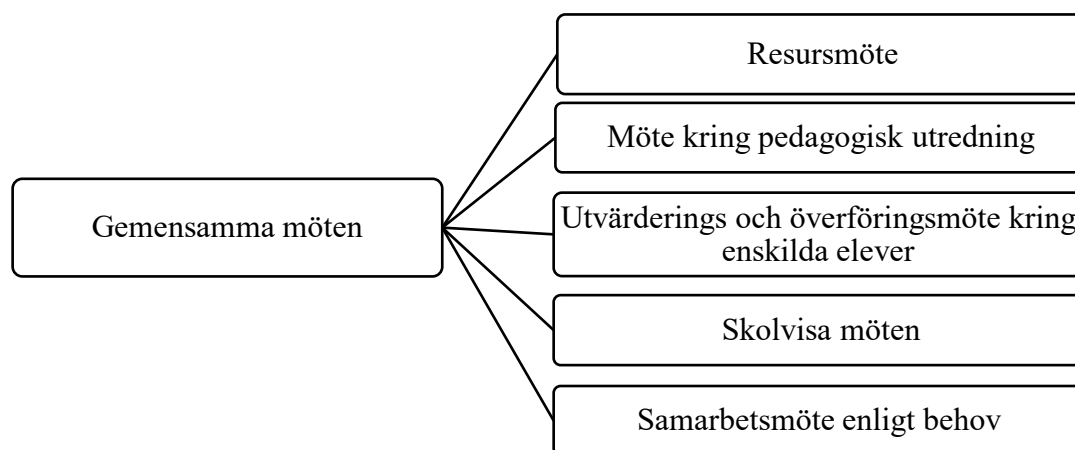 Gemensamma möten
Resursmöte
Möte kring pedagogisk utredning
Utvärderings och överföringsmöte kring
enskilda elever
Skolvisa möten
Samarbetsmöte enligt behov